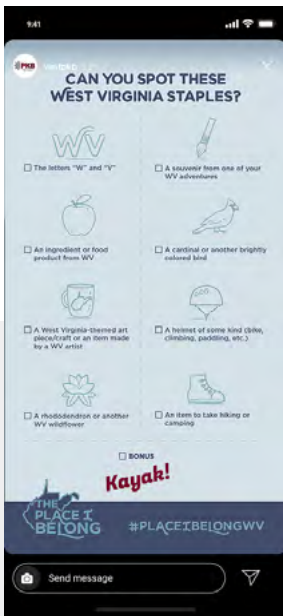 9:41
PKB
CAN YOU SPOT THESE
WEST VIRGINIA STAPLES?
WV
The letters "W" and "V"
A souvenir from one of your
WV adventures
An ingredient or food
product from WV
A cardinal or another brightly
colored bird
A West Virginia-themed art
piece/craft or an item made
by a WV artist
A helmet of some kind (bike,
climbing, paddling, etc.)
A rhododendron or another
WV wildflower
An item to take hiking or
camping
BONUS
Kayak!
THE
PLACE I
BELONG
#PLACEIBELONGWV
Send message